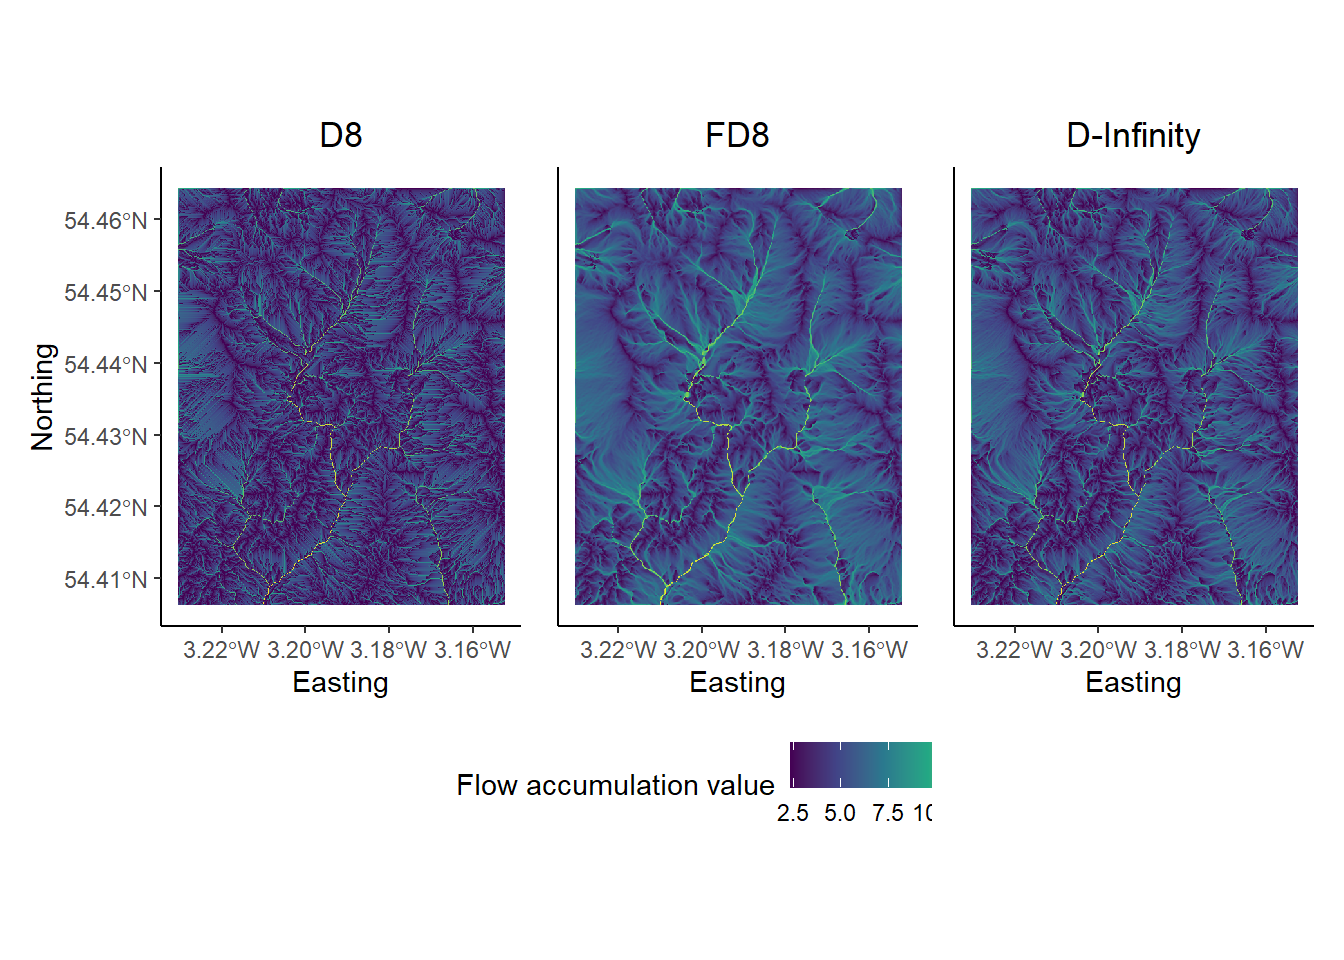 D8 FD8 D-Infinity
Northing
54.46°N
54.45°N
54.44°N
54.43°N
54.42°N
54.41°N
3.22°W 3.20°W 3.18°W 3.16°W 3.22°W 3.20°W 3.18°W 3.16°W 3.22°W 3.20°W 3.18°W 3.16°W
Easting Easting Easting
Flow accumulation value
2.5 5.0 7.5